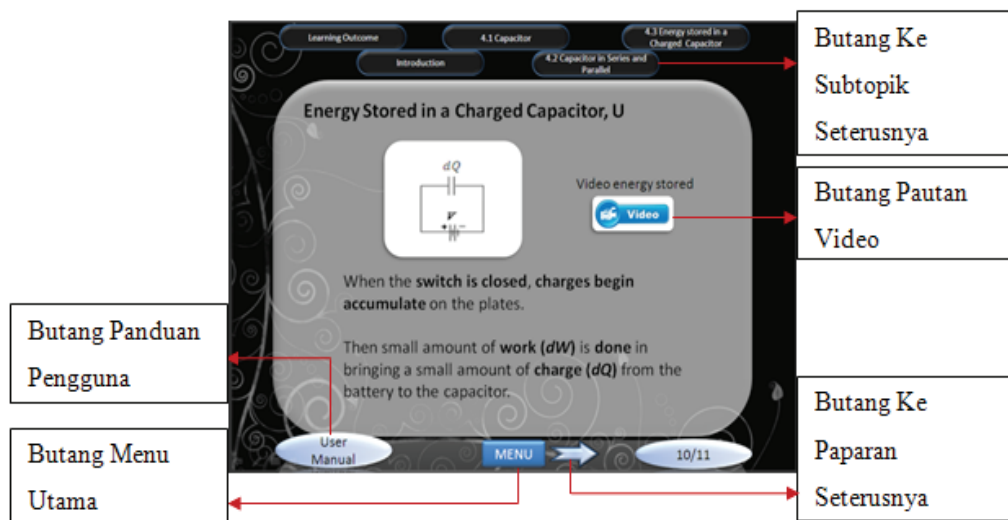 Learning Outcome
4.1 Capacitor
4.3 Energy stored in a
Charged Capacitor
Introduction
4.2 Capacitor in Series and
Parallel
Energy Stored in a Charged Capacitor, U
dQ
V
+ -
Video energy stored
Video
When the switch is closed, charges begin
accumulate on the plates.
Then small amount of work (dW) is done in
bringing a small amount of charge (dQ) from the
battery to the capacitor.
User
Manual
MENU
10/11
Butang Ke
Subtopik
Seterusnya
Butang Pautan
Video
Butang Panduan
Pengguna
Butang Menu
Utama
Butang Ke
Paparan
Seterusnya